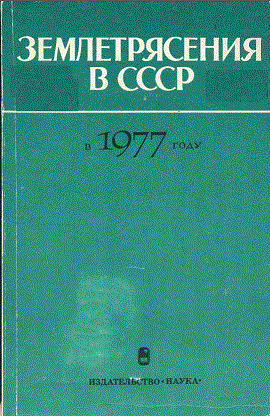 ЗЕМЛЕТРЯСЕНИЯ
В СССР
в 1977 году
ИЗДАТЕЛЬСТВО • НАУКА •